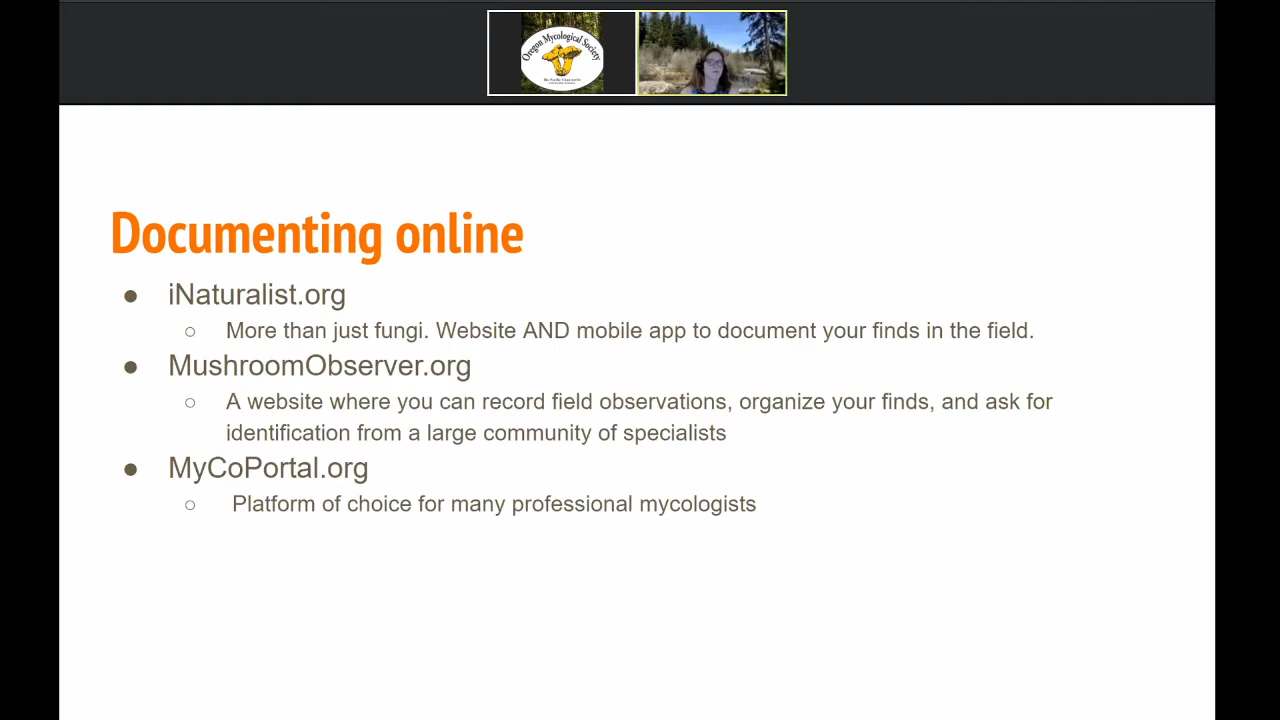 Oregon Mycological Society
Documenting online
● iNaturalist.org
○ More than just fungi. Website AND mobile app to document your finds in the field.
● MushroomObserver.org
○ A website where you can record field observations, organize your finds, and ask for
identification from a large community of specialists
● MyCoPortal.org
○ Platform of choice for many professional mycologists